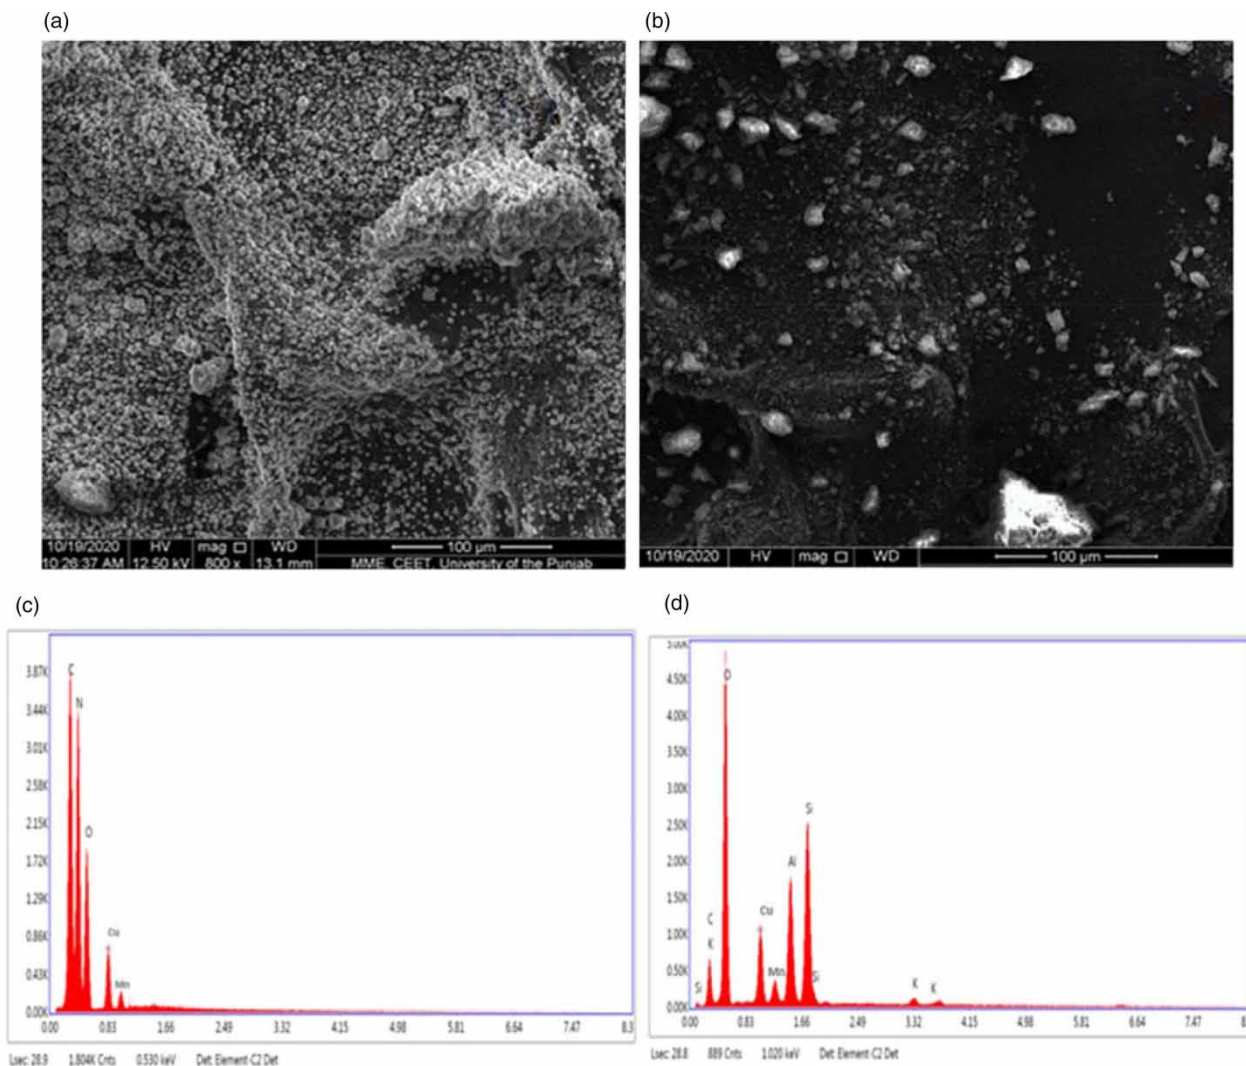 (a)
(b)
10/19/2020 HV mag WD 100 µm
10:26:37 AM 12.50 kV 800 x 13.1 mm MME, CEET, University of the Punjab
10/19/2020 HV mag WD 100 µm
(c)
(d)
3.87K
3.44K
3.01K
2.58K
2.15K
1.72K
1.29K
0.86K
0.43K
0.00K
C
N
O
Cu
Mn
0.00 0.83 1.66 2.49 3.32 4.15 4.98 5.81 6.64 7.47 8.3
Lsec: 28.9 1.804K Cnts 0.530 keV Det: Element-C2 Det
5.00K
4.50K
4.00K
3.50K
3.00K
2.50K
2.00K
1.50K
1.00K
0.50K
0.00K
O
Si
Al
C
Cu
K
Mn
Si
Si
K
K
0.00 0.83 1.66 2.49 3.32 4.15 4.98 5.81 6.64 7.47 8
Lsec: 28.8 889 Cnts 1.020 keV Det: Element-C2 Det